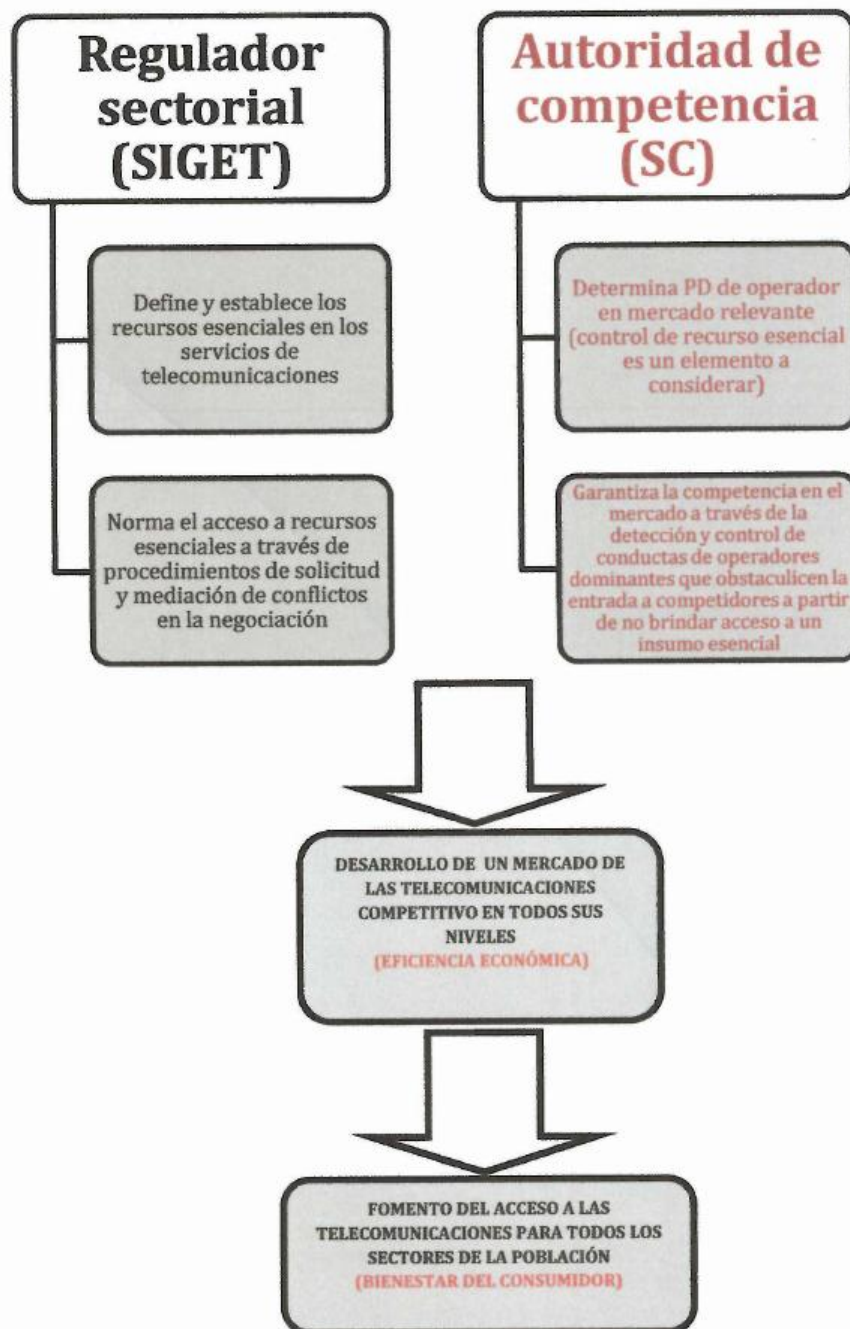 Regulador
sectorial
(SIGET)
Define y establece los
recursos esenciales en los
servicios de
telecomunicaciones
Norma el acceso a recursos
esenciales a través de
procedimientos de solicitud
y mediación de conflictos
en la negociación
Autoridad de
competencia
(SC)
Determina PD de operador
en mercado relevante
(control de recurso esencial
es un elemento a
considerar)
Garantiza la competencia en el
mercado a través de la
detección y control de
conductas de operadores
dominantes que obstaculicen la
entrada a competidores a partir
de no brindar acceso a un
insumo esencial
DESARROLLO DE UN MERCADO DE
LAS TELECOMUNICACIONES
COMPETITIVO EN TODOS SUS
NIVELES
(EFICIENCIA ECONÓMICA)
FOMENTO DEL ACCESO A LAS
TELECOMUNICACIONES PARA TODOS LOS
SECTORES DE LA POBLACIÓN
(BIENESTAR DEL CONSUMIDOR)